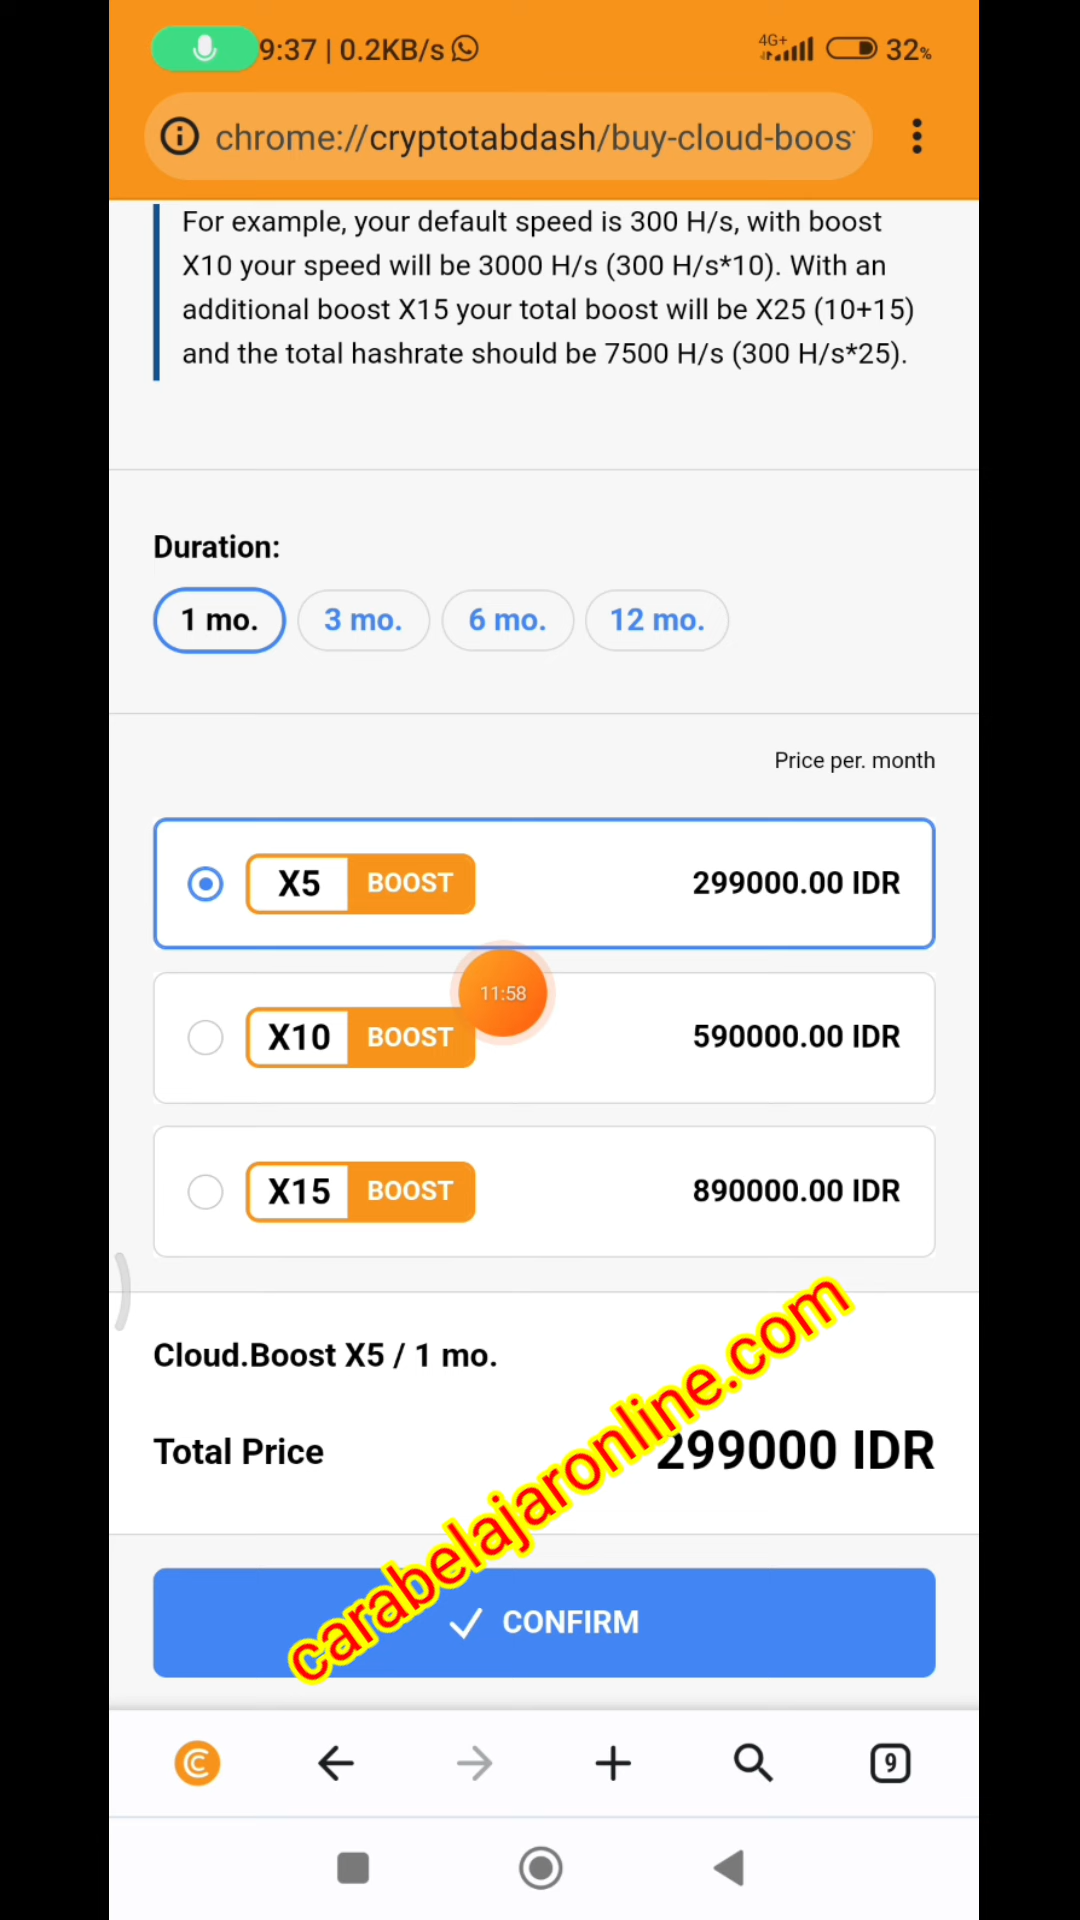 9:37 | 0.2KB/s
4G+
32%
chrome://cryptotabdash/buy-cloud-boos
For example, your default speed is 300 H/s, with boost
X10 your speed will be 3000 H/s (300 H/s*10). With an
additional boost X15 your total boost will be X25 (10+15)
and the total hashrate should be 7500 H/s (300 H/s*25).
Duration:
1 mo. 3 mo. 6 mo. 12 mo.
Price per. month
X5 BOOST 299000.00 IDR
11:58
X10 BOOST 590000.00 IDR
X15 BOOST 890000.00 IDR
Cloud.Boost X5 / 1 mo.
Total Price 299000 IDR
carabelajaronline.com
CONFIRM
9